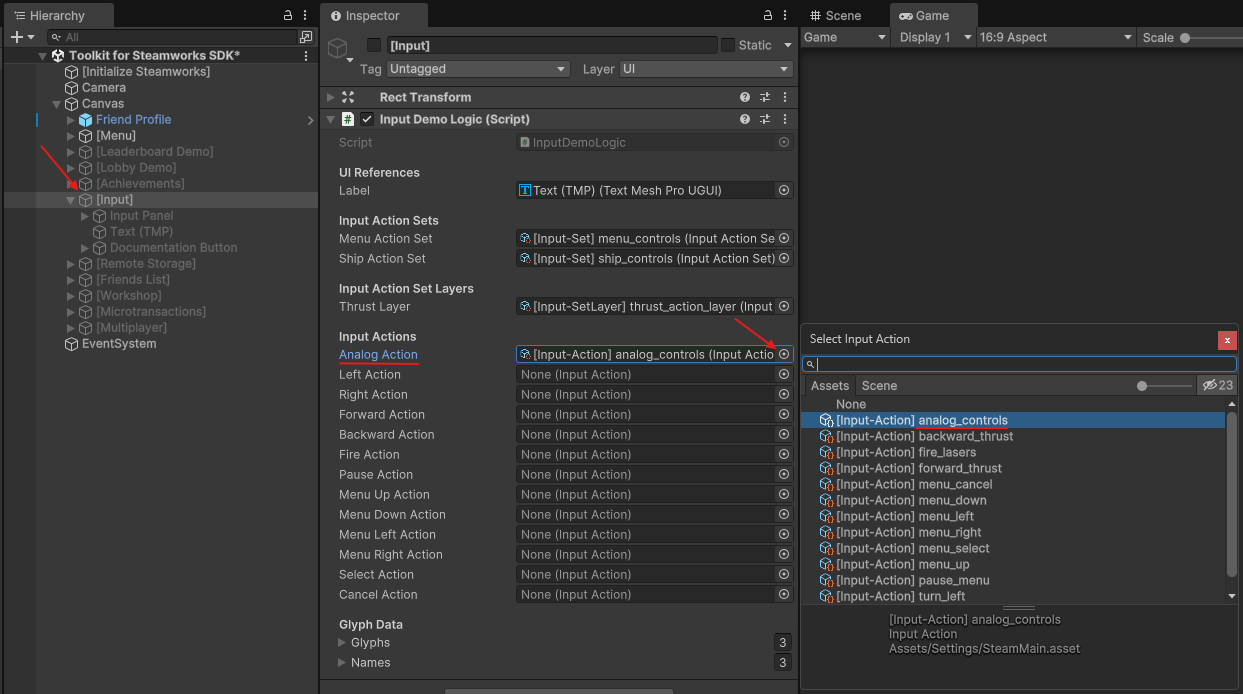 Hierarchy
All
Toolkit for Steamworks SDK*
[Initialize Steamworks]
Camera
Canvas
Friend Profile
[Menu]
[Leaderboard Demo]
[Lobby Demo]
[Achievements]
[Input]
Input Panel
Text (TMP)
Documentation Button
[Remote Storage]
[Friends List]
[Workshop]
[Microtransactions]
[Multiplayer]
EventSystem
Inspector
[Input] Static
Tag Untagged Layer UI
Rect Transform
# Input Demo Logic (Script)
Script InputDemoLogic
UI References
Label Text (TMP) (Text Mesh Pro UGUI)
Input Action Sets
Menu Action Set [Input-Set] menu_controls (Input Action Se
Ship Action Set [Input-Set] ship_controls (Input Action Set)
Input Action Set Layers
Thrust Layer [Input-SetLayer] thrust_action_layer (Input
Input Actions
Analog Action [Input-Action] analog_controls (Input Actio
Left Action None (Input Action)
Right Action None (Input Action)
Forward Action None (Input Action)
Backward Action None (Input Action)
Fire Action None (Input Action)
Pause Action None (Input Action)
Menu Up Action None (Input Action)
Menu Down Action None (Input Action)
Menu Left Action None (Input Action)
Menu Right Action None (Input Action)
Select Action None (Input Action)
Cancel Action None (Input Action)
Glyph Data
Glyphs 3
Names 3
Scene Game
Game Display 1 16:9 Aspect Scale
Select Input Action x
Assets Scene 23
None
[Input-Action] analog_controls
[Input-Action] backward_thrust
[Input-Action] fire_lasers
[Input-Action] forward_thrust
[Input-Action] menu_cancel
[Input-Action] menu_down
[Input-Action] menu_left
[Input-Action] menu_right
[Input-Action] menu_select
[Input-Action] menu_up
[Input-Action] pause_menu
[Input-Action] turn_left
[Input-Action] analog_controls
Input Action
Assets/Settings/SteamMain.asset